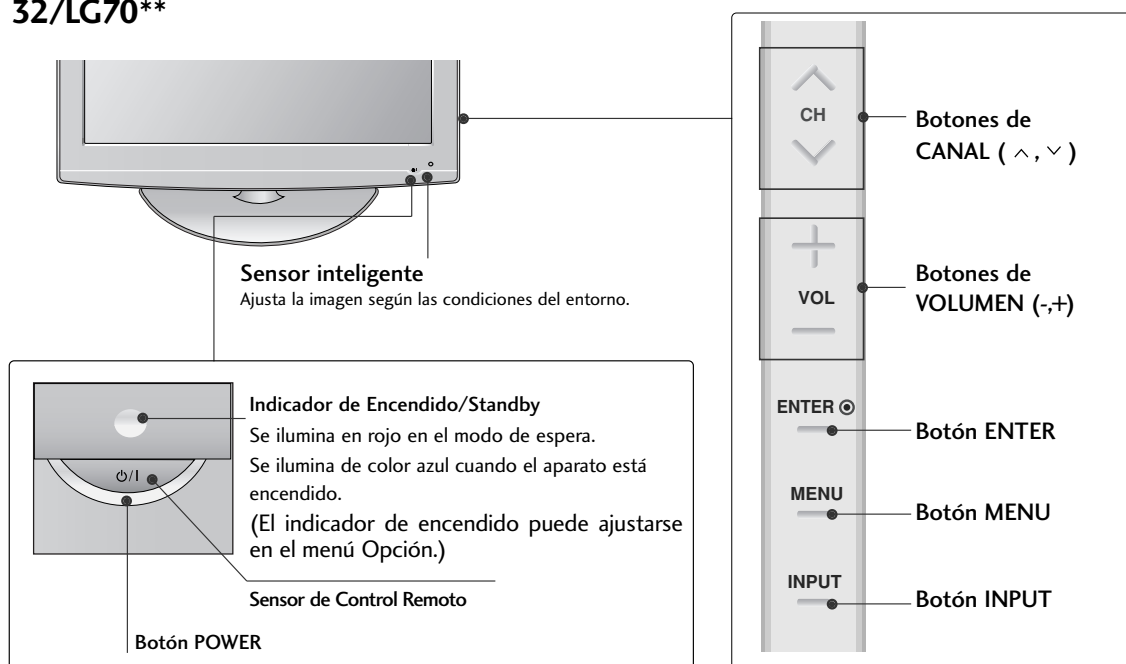 32/LG70**
CH
Botones de
CANAL ( ︿ , ﹀ )
VOL
Botones de
VOLUMEN (-,+)
ENTER
Botón ENTER
MENU
Botón MENU
INPUT
Botón INPUT
Sensor inteligente
Ajusta la imagen según las condiciones del entorno.
Indicador de Encendido/Standby
Se ilumina en rojo en el modo de espera.
Se ilumina de color azul cuando el aparato está
encendido.
(El indicador de encendido puede ajustarse
en el menú Opción.)
⏻/I
Sensor de Control Remoto
Botón POWER